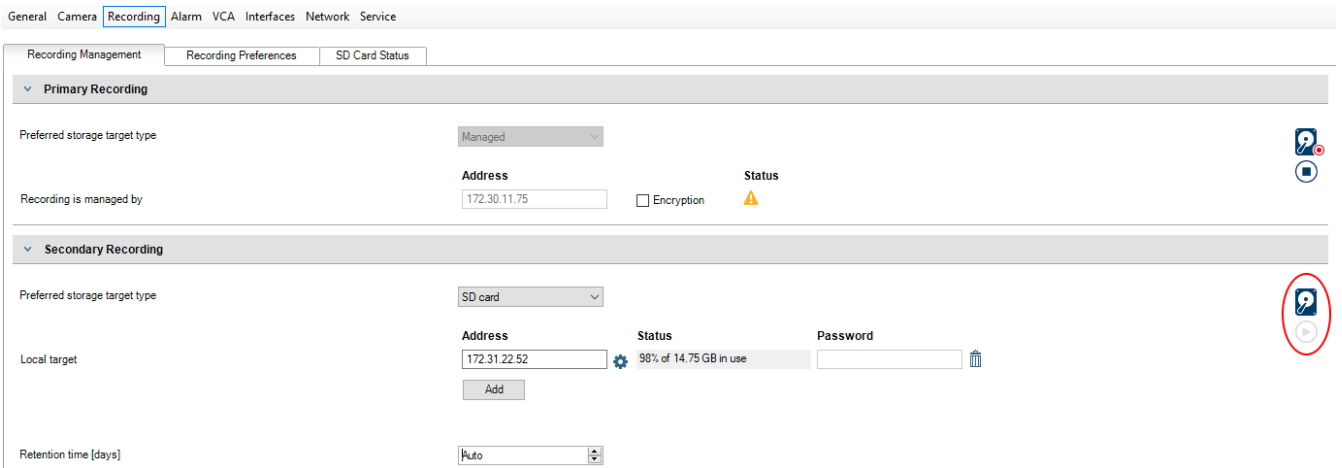 General Camera Recording Alarm VCA Interfaces Network Service
Recording Management Recording Preferences SD Card Status
Primary Recording
Preferred storage target type Managed
Address Status
Recording is managed by 172.30.11.75 Encryption
Secondary Recording
Preferred storage target type SD card
Address Status Password
Local target 172.31.22.52 98% of 14.75 GB in use
Add
Retention time [days] Auto